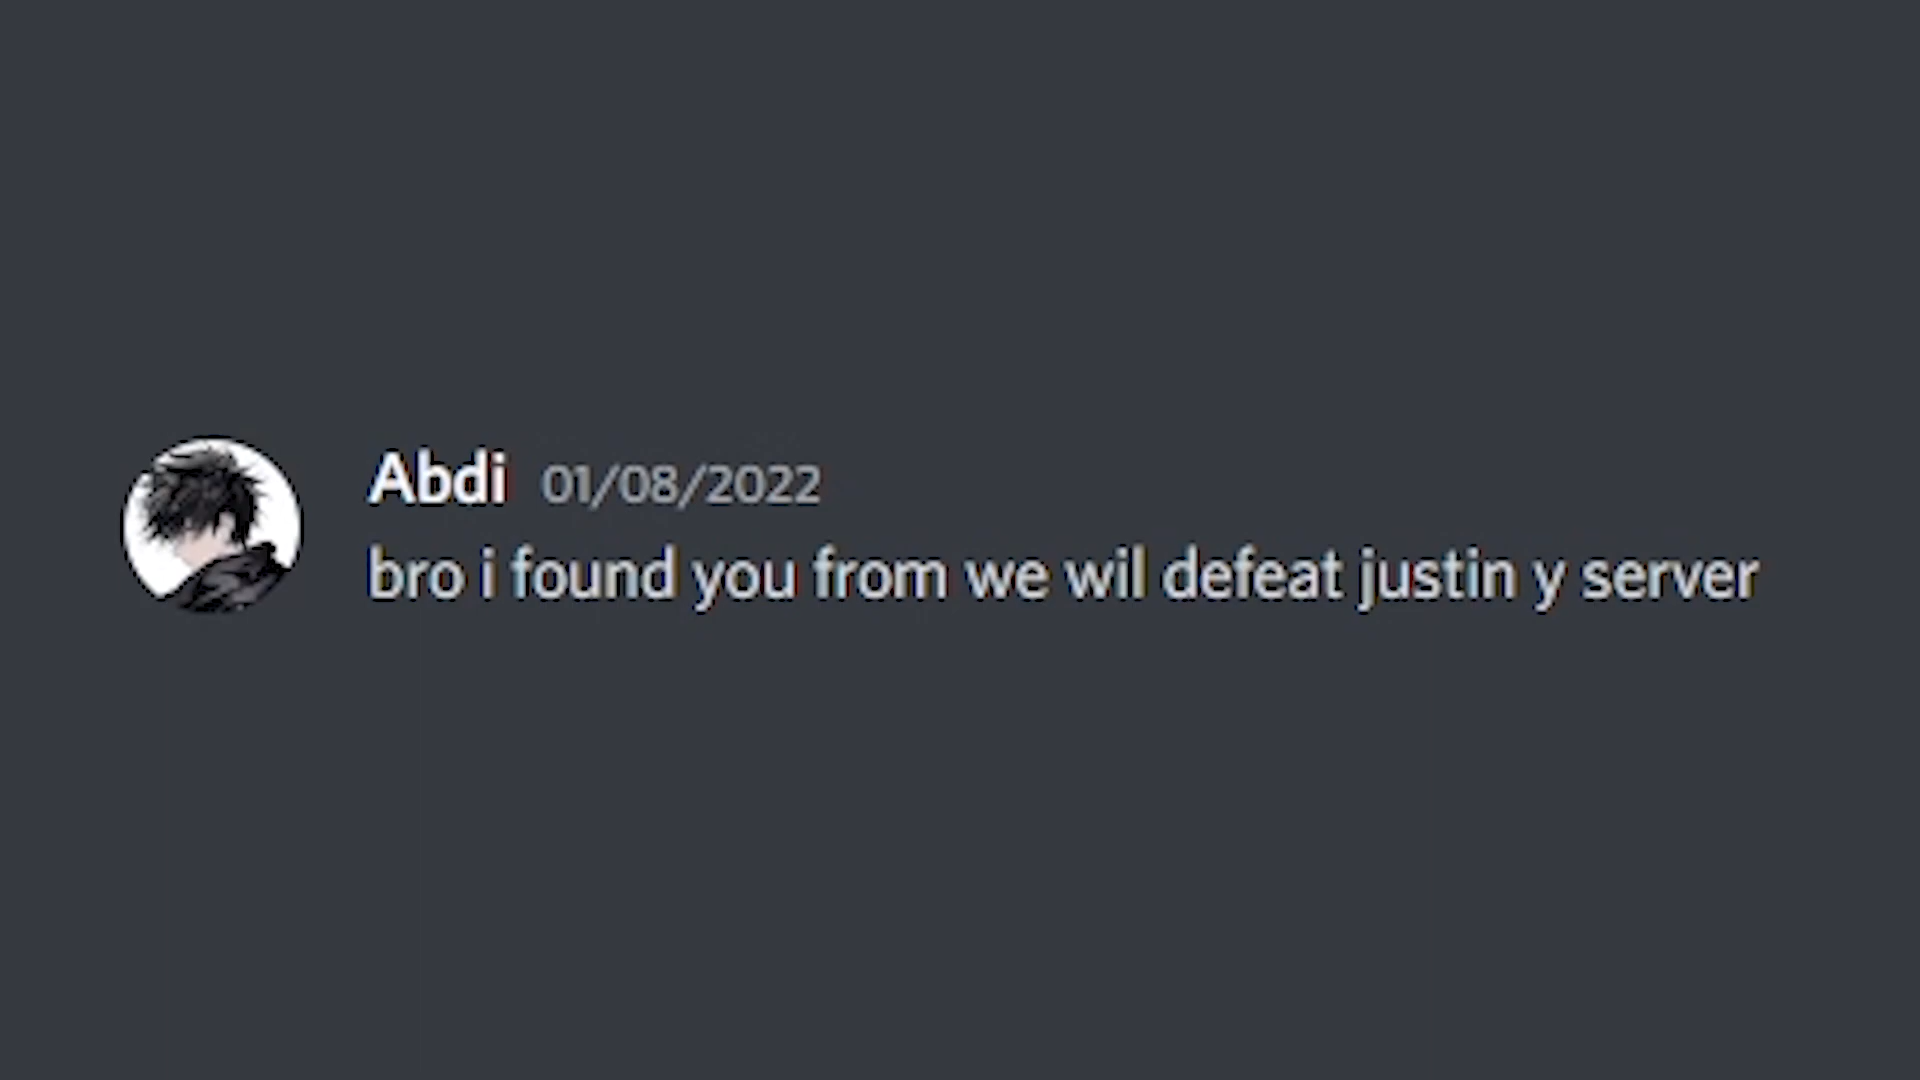 Abdi 01/08/2022
bro i found you from we wil defeat justin y server